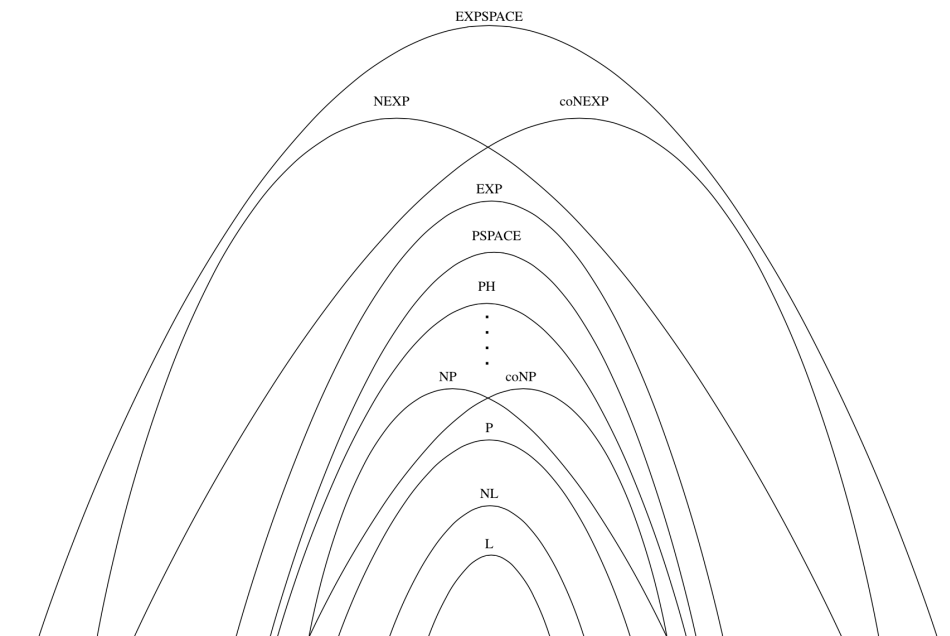 EXPSPACE
NEXP coNEXP
EXP
PSPACE
PH
NP coNP
P
NL
L